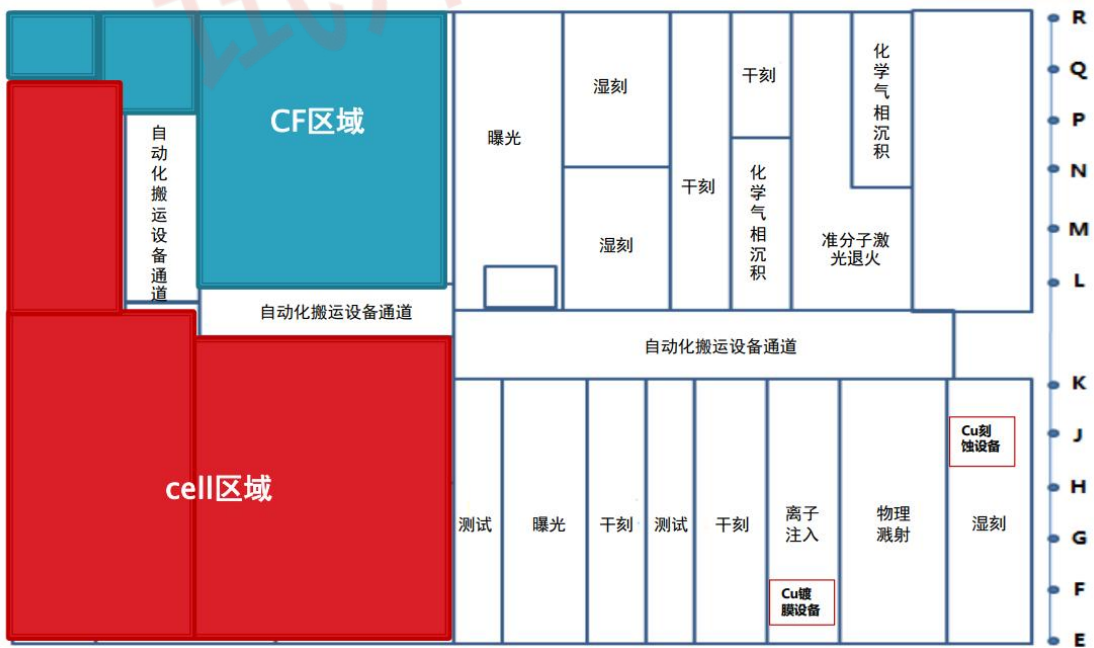 CF区域
自动化搬运设备通道
自动化搬运设备通道
曝光
湿刻
湿刻
干刻
干刻
化学气相沉积
化学气相沉积
准分子激
光退火
自动化搬运设备通道
cell区域
测试
曝光
干刻
测试
干刻
离子
注入
Cu镀
膜设备
物理
溅射
Cu刻
蚀设备
湿刻
R
Q
P
N
M
L
K
J
H
G
F
E